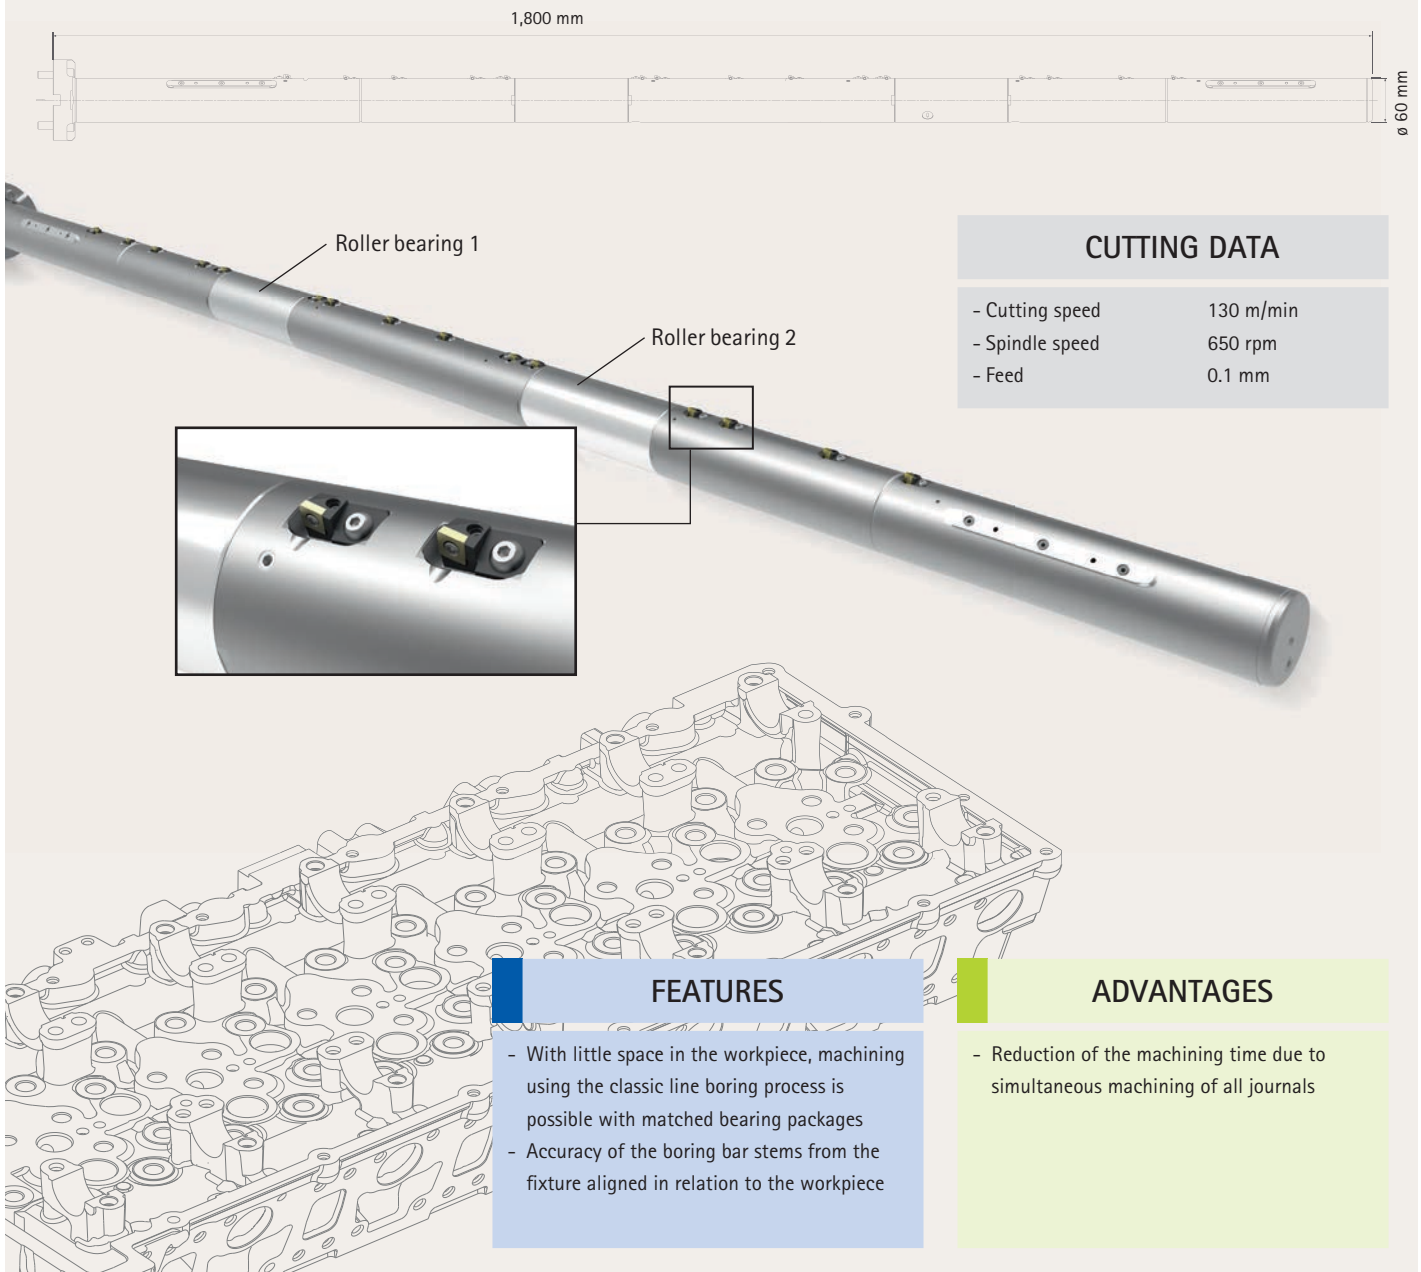 1,800 mm
ø 60 mm
Roller bearing 1
Roller bearing 2
CUTTING DATA
- Cutting speed 130 m/min
- Spindle speed 650 rpm
- Feed 0.1 mm
FEATURES
- With little space in the workpiece, machining
using the classic line boring process is
possible with matched bearing packages
- Accuracy of the boring bar stems from the
fixture aligned in relation to the workpiece
ADVANTAGES
- Reduction of the machining time due to
simultaneous machining of all journals